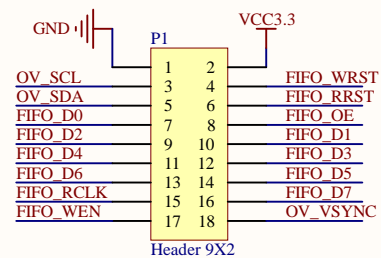 VCC3.3
GND
P1
1 2
OV_SCL 3 4 FIFO_WRST
OV_SDA 5 6 FIFO_RRST
FIFO_D0 7 8 FIFO_OE
FIFO_D2 9 10 FIFO_D1
FIFO_D4 11 12 FIFO_D3
FIFO_D6 13 14 FIFO_D5
FIFO_RCLK 15 16 FIFO_D7
FIFO_WEN 17 18 OV_VSYNC
Header 9X2